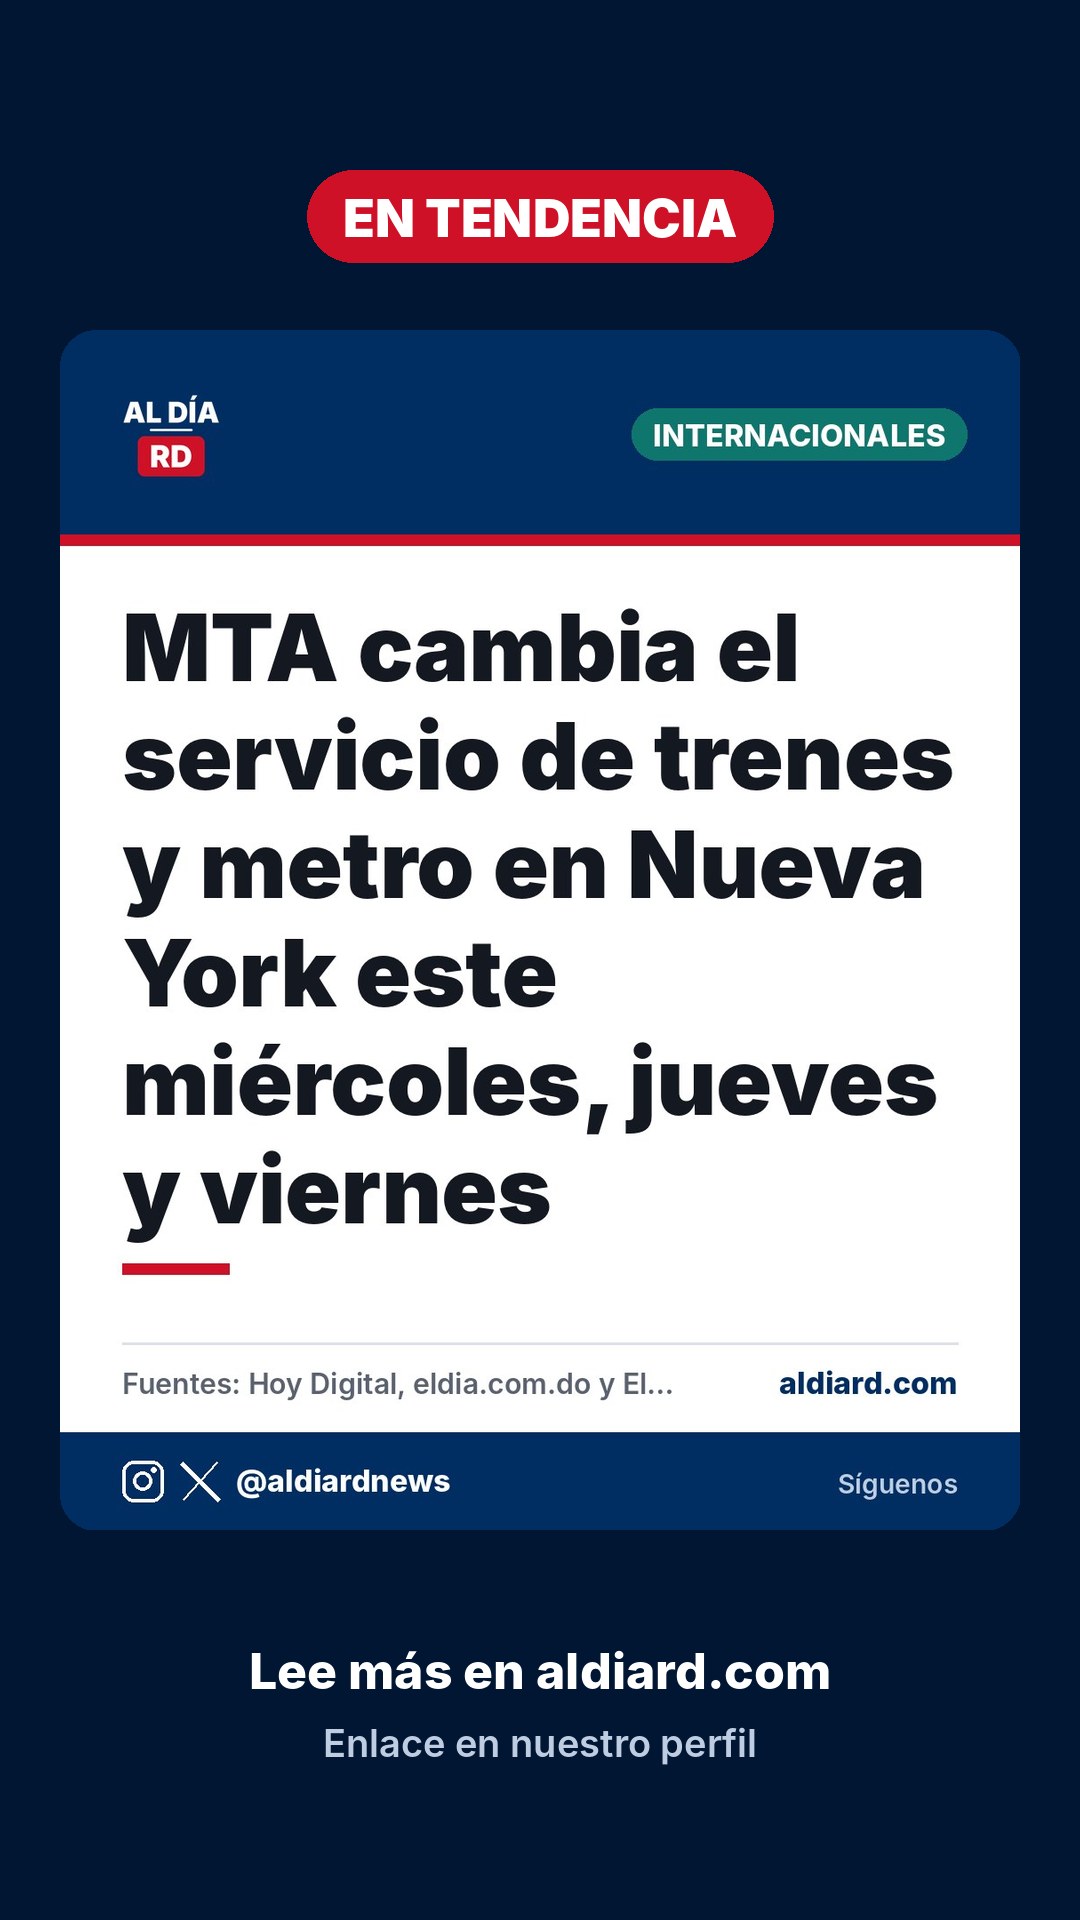 EN TENDENCIA
AL DÍA
RD
INTERNACIONALES
MTA cambia el
servicio de trenes
y metro en Nueva
York este
miércoles, jueves
y viernes
Fuentes: Hoy Digital, eldia.com.do y El...
aldiard.com
@aldiardnews
Síguenos
Lee más en aldiard.com
Enlace en nuestro perfil